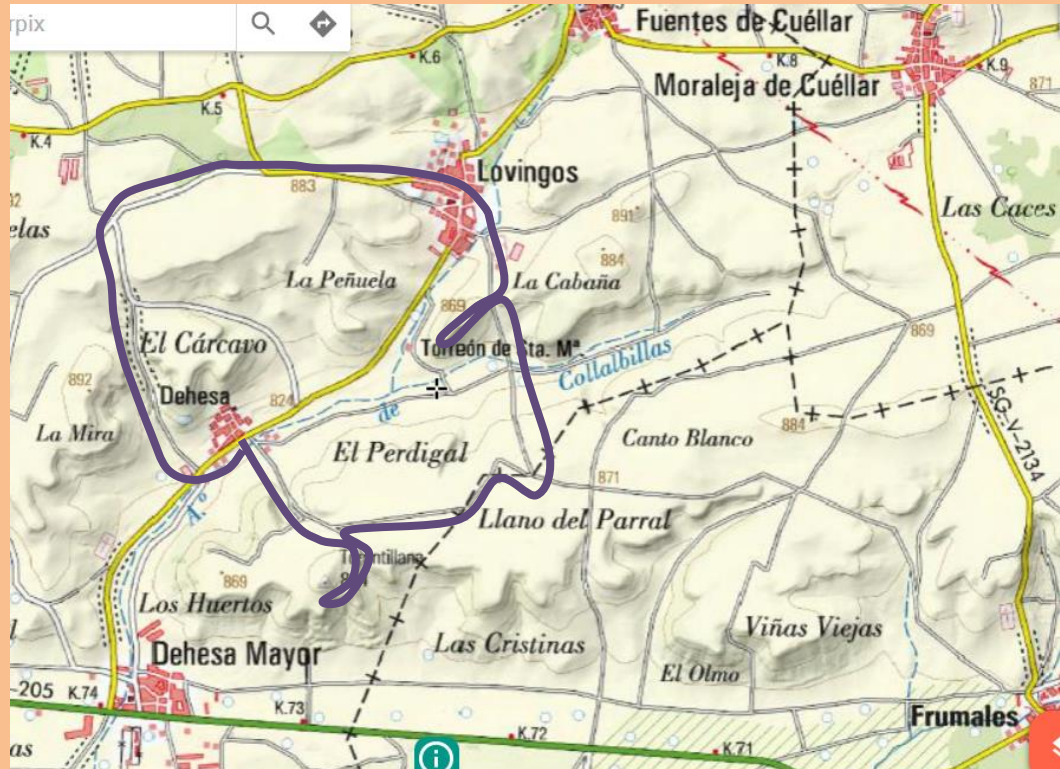 rpix
Fuentes de Cuéllar
K.6
K.8
K.9
Moraleja de Cuéllar
871
K.5
K.4
Lovingos
883
891
Las Caces
elas
884
La Peñuela
La Cabaña
869
El Cárcavo
Torreón de Sta. Mª
869
Collalbillas
892
Dehesa
824
de
SG-V-2134
La Mira
884
Canto Blanco
El Perdigal
871
A.º
Llano del Parral
869
Los Huertos
Viñas Viejas
Las Cristinas
Dehesa Mayor
El Olmo
-205
K.74
K.73
Frumales
K.72
K.71
as